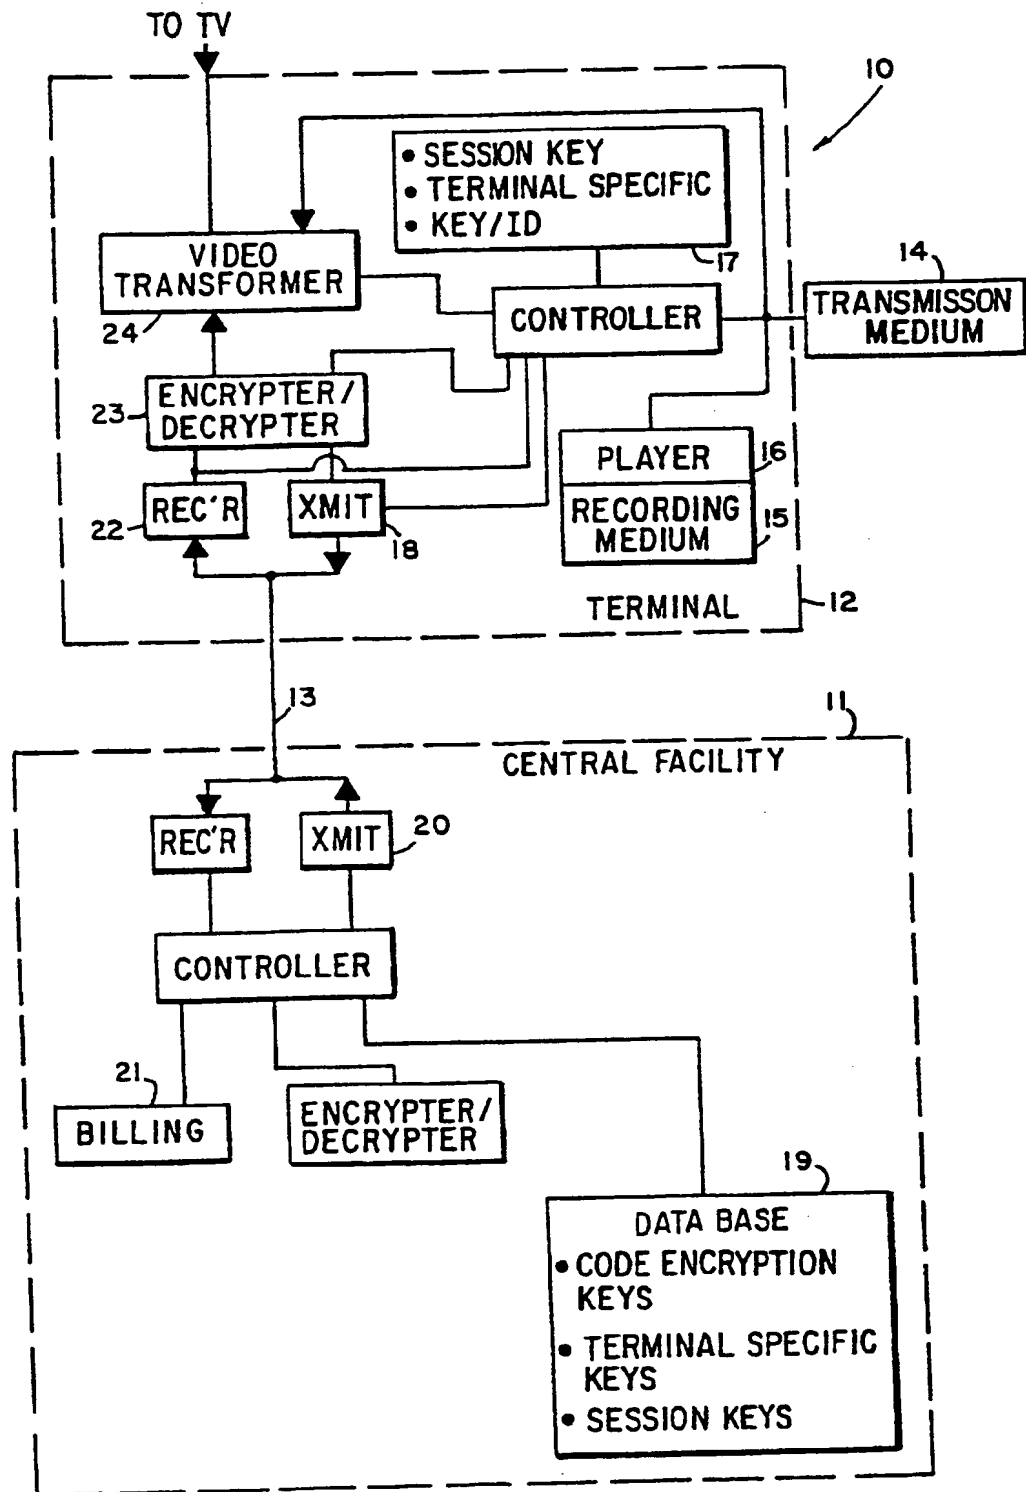 TO TV
10
• SESSION KEY
• TERMINAL SPECIFIC
• KEY/ID
17
VIDEO
TRANSFORMER
24
CONTROLLER
14
TRANSMISSON
MEDIUM
23
ENCRYPTER/
DECRYPTER
PLAYER
16
REC'R
22
XMIT
18
RECORDING
MEDIUM
15
TERMINAL
12
13
11
CENTRAL FACILITY
REC'R
XMIT
20
CONTROLLER
21
BILLING
ENCRYPTER/
DECRYPTER
19
DATA BASE
• CODE ENCRYPTION
KEYS
• TERMINAL SPECIFIC
KEYS
• SESSION KEYS